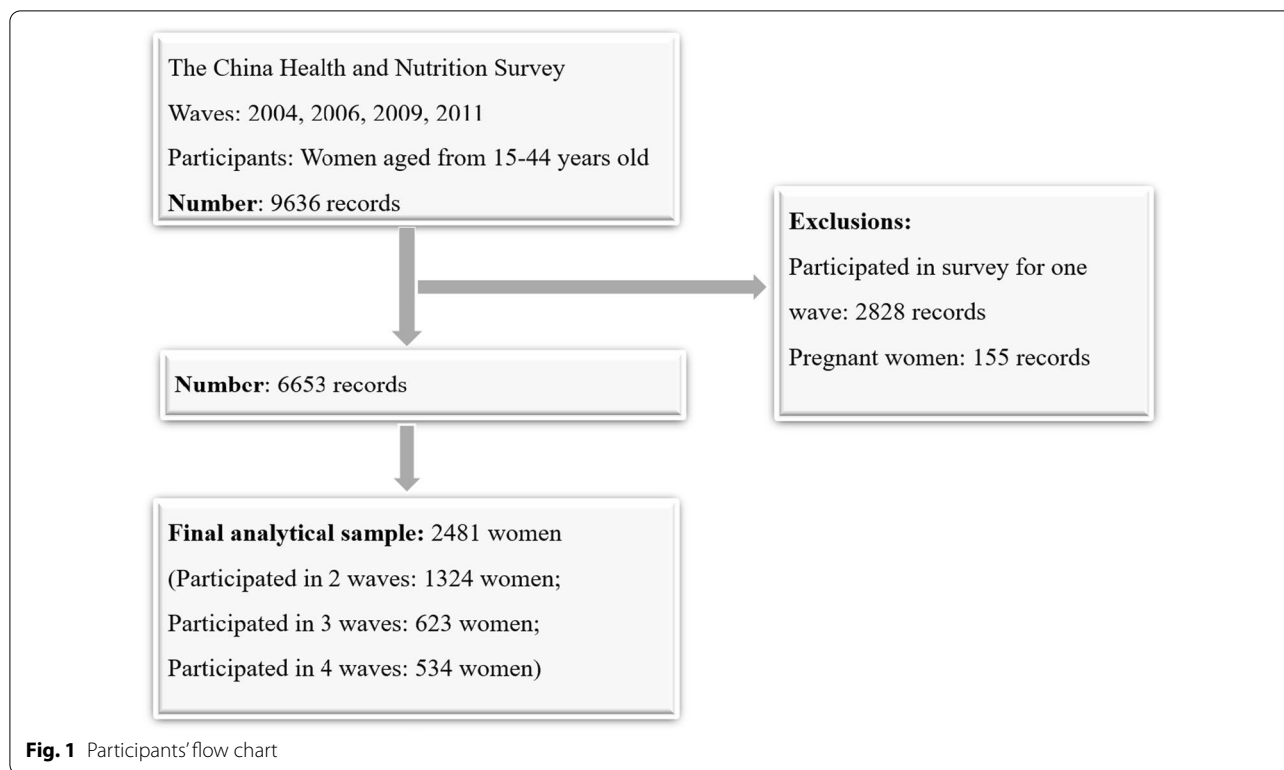 The China Health and Nutrition Survey
Waves: 2004, 2006, 2009, 2011
Participants: Women aged from 15-44 years old
Number: 9636 records
Exclusions:
Participated in survey for one
wave: 2828 records
Pregnant women: 155 records
Number: 6653 records
Final analytical sample: 2481 women
(Participated in 2 waves: 1324 women;
Participated in 3 waves: 623 women;
Participated in 4 waves: 534 women)
Fig. 1 Participants' flow chart